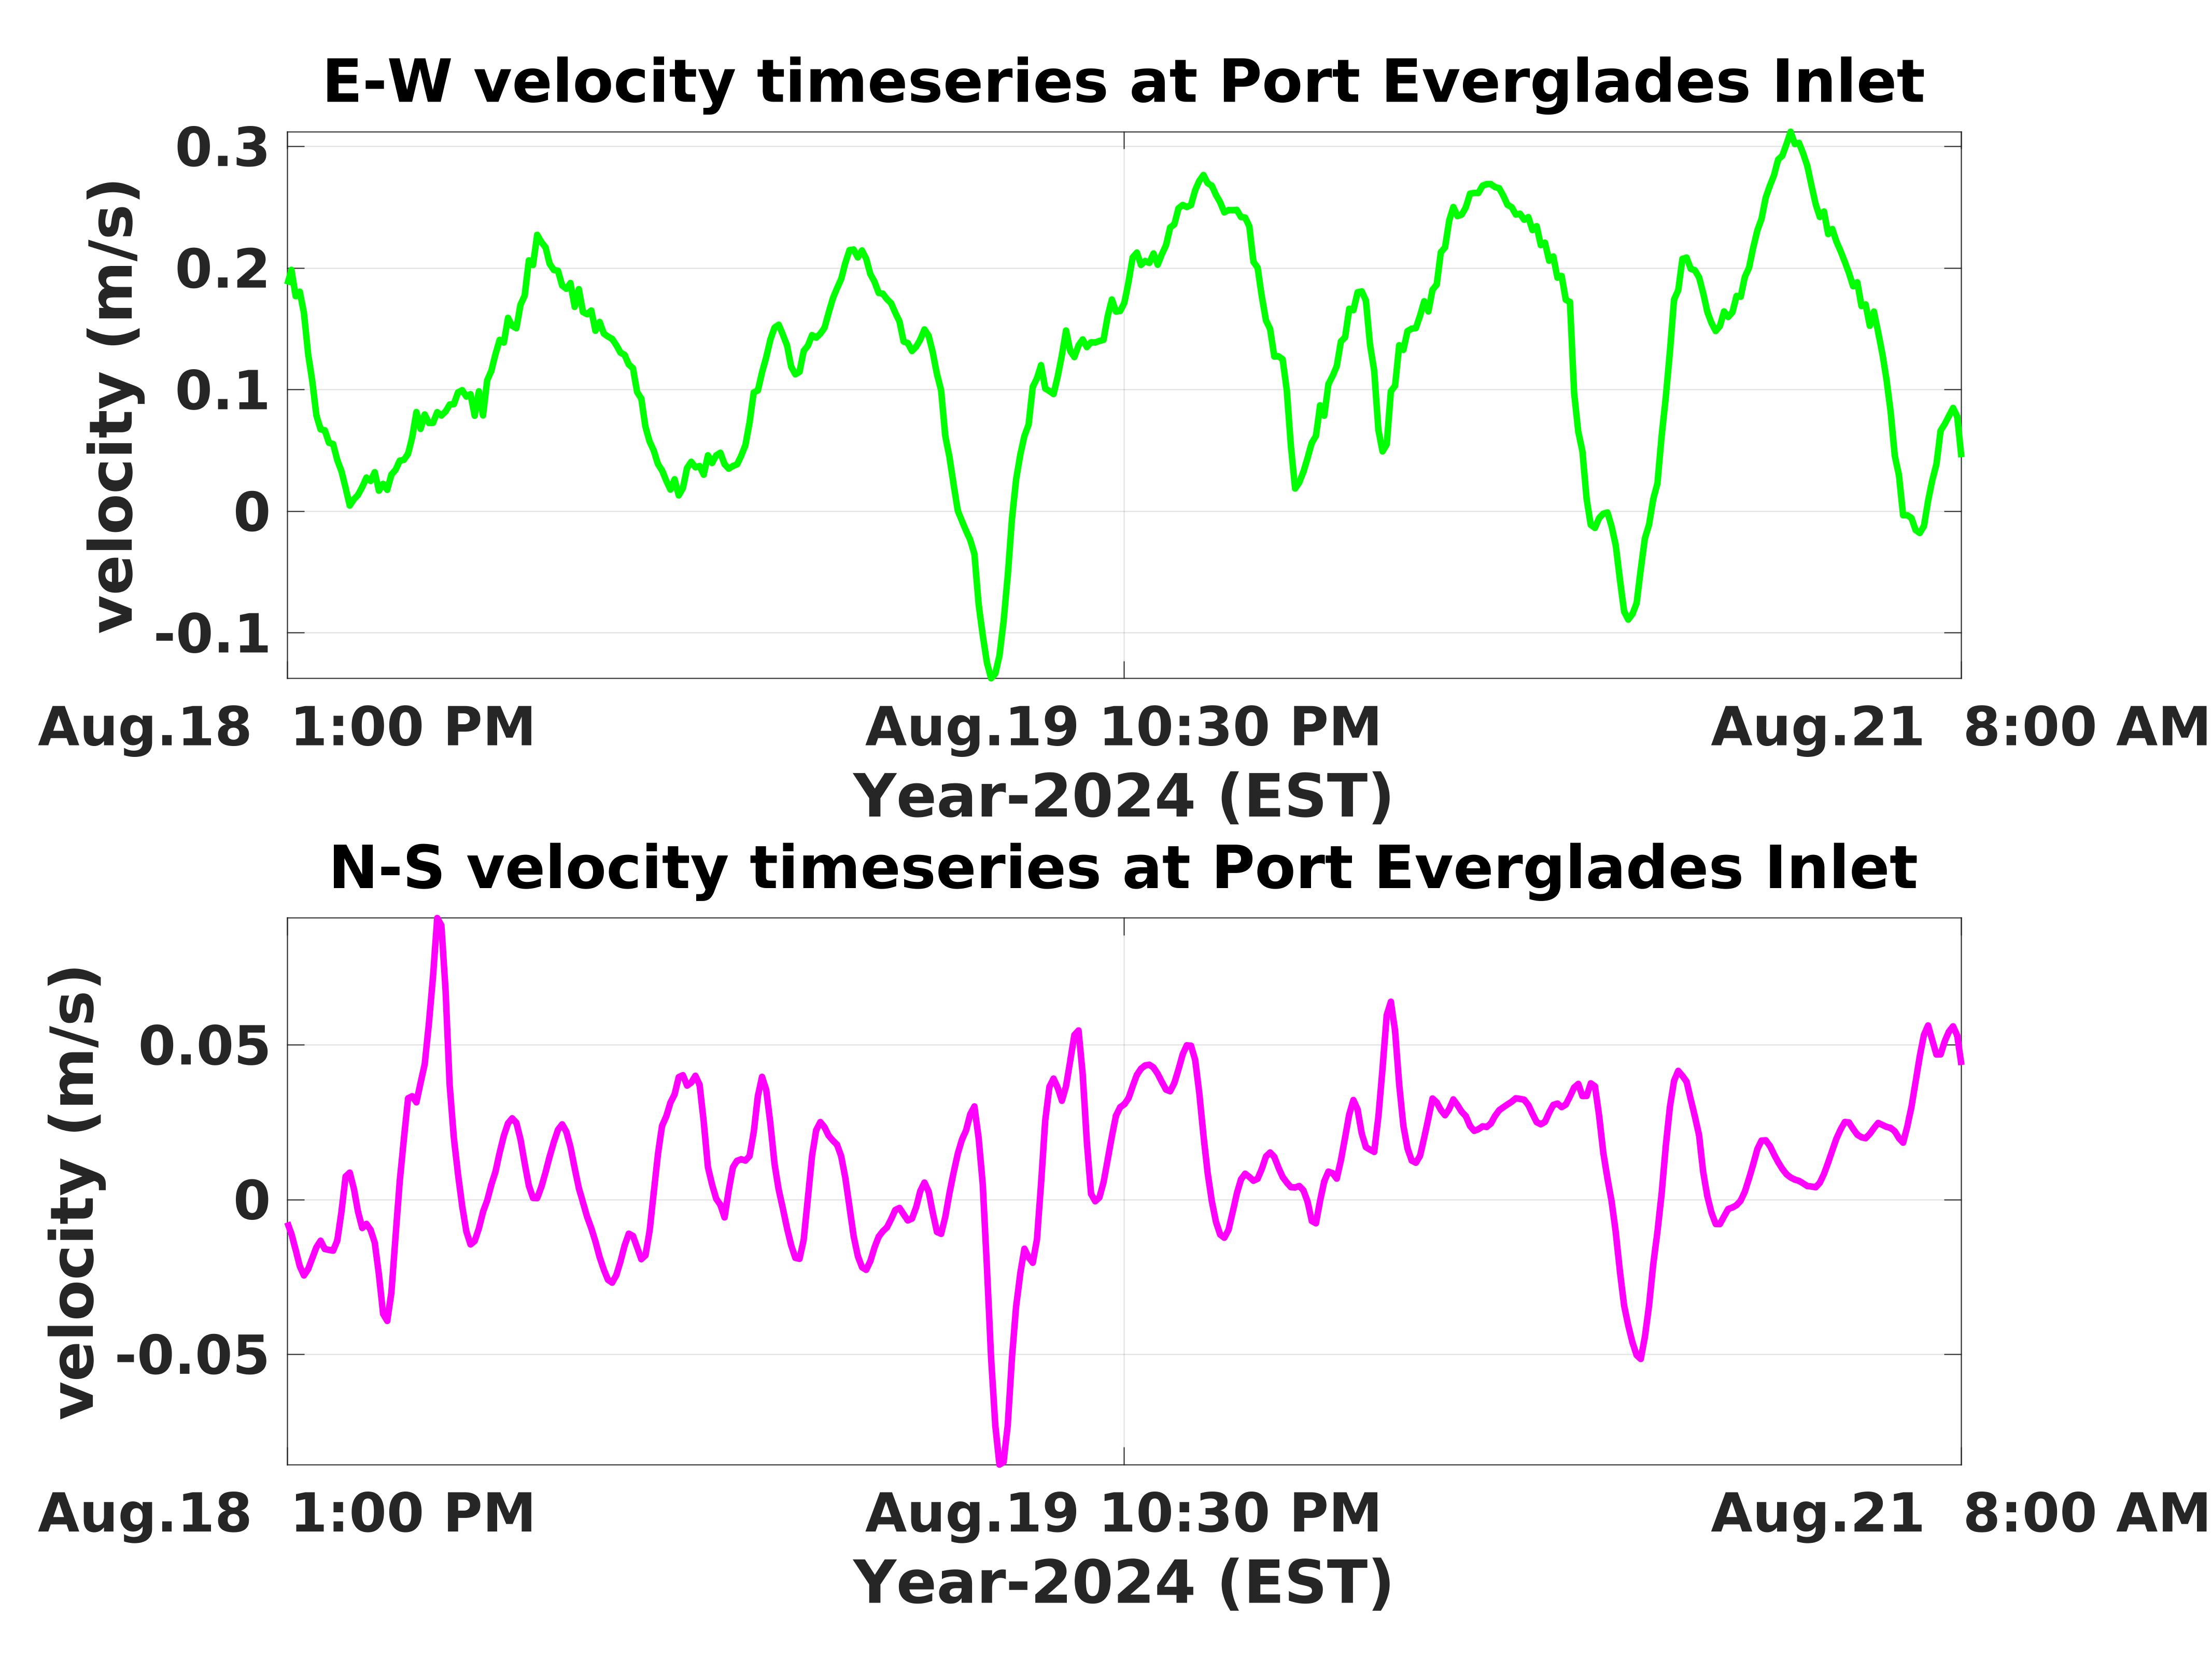 E-W velocity timeseries at Port Everglades Inlet
velocity (m/s)
0.3
0.2
0.1
0
-0.1
Aug.18  1:00 PM
Aug.19 10:30 PM
Aug.21  8:00 AM
Year-2024 (EST)
N-S velocity timeseries at Port Everglades Inlet
velocity (m/s)
0.05
0
-0.05
Aug.18  1:00 PM
Aug.19 10:30 PM
Aug.21  8:00 AM
Year-2024 (EST)